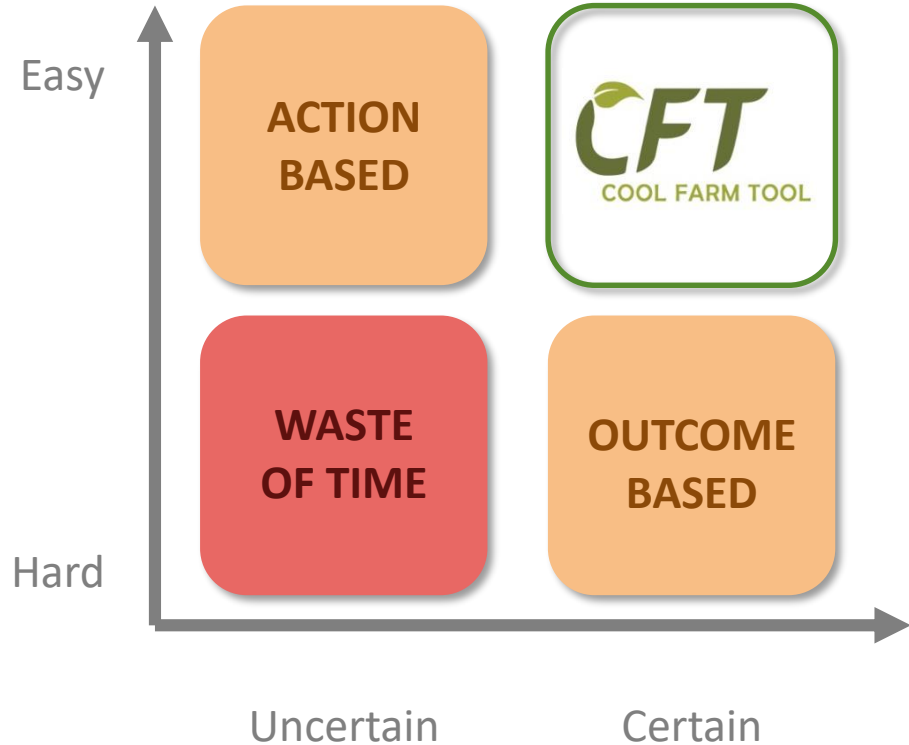 Easy
ACTION
BASED
CFT
COOL FARM TOOL
WASTE
OF TIME
OUTCOME
BASED
Hard
Uncertain
Certain